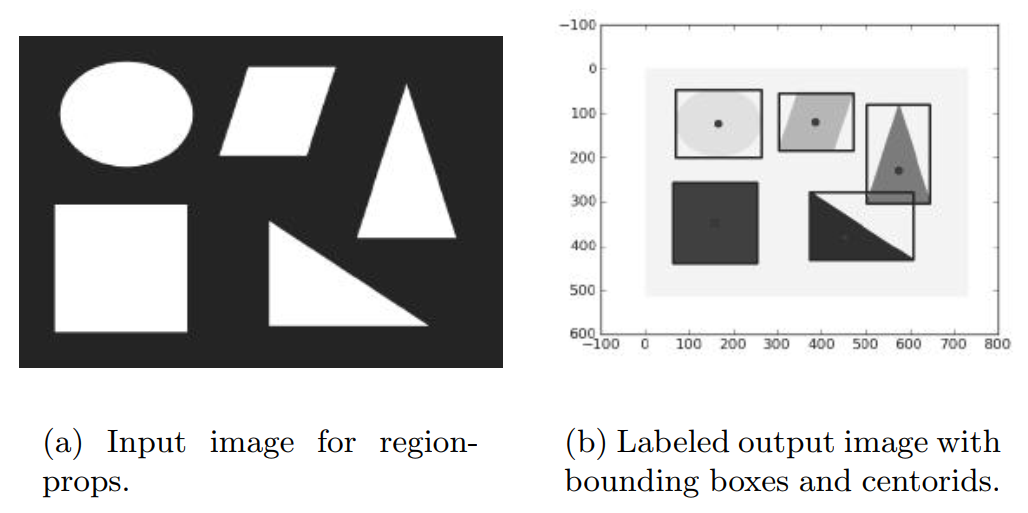 −100
0
100
200
300
400
500
600
−100 0 100 200 300 400 500 600 700 800
(a) Input image for region-
props.
(b) Labeled output image with
bounding boxes and centorids.